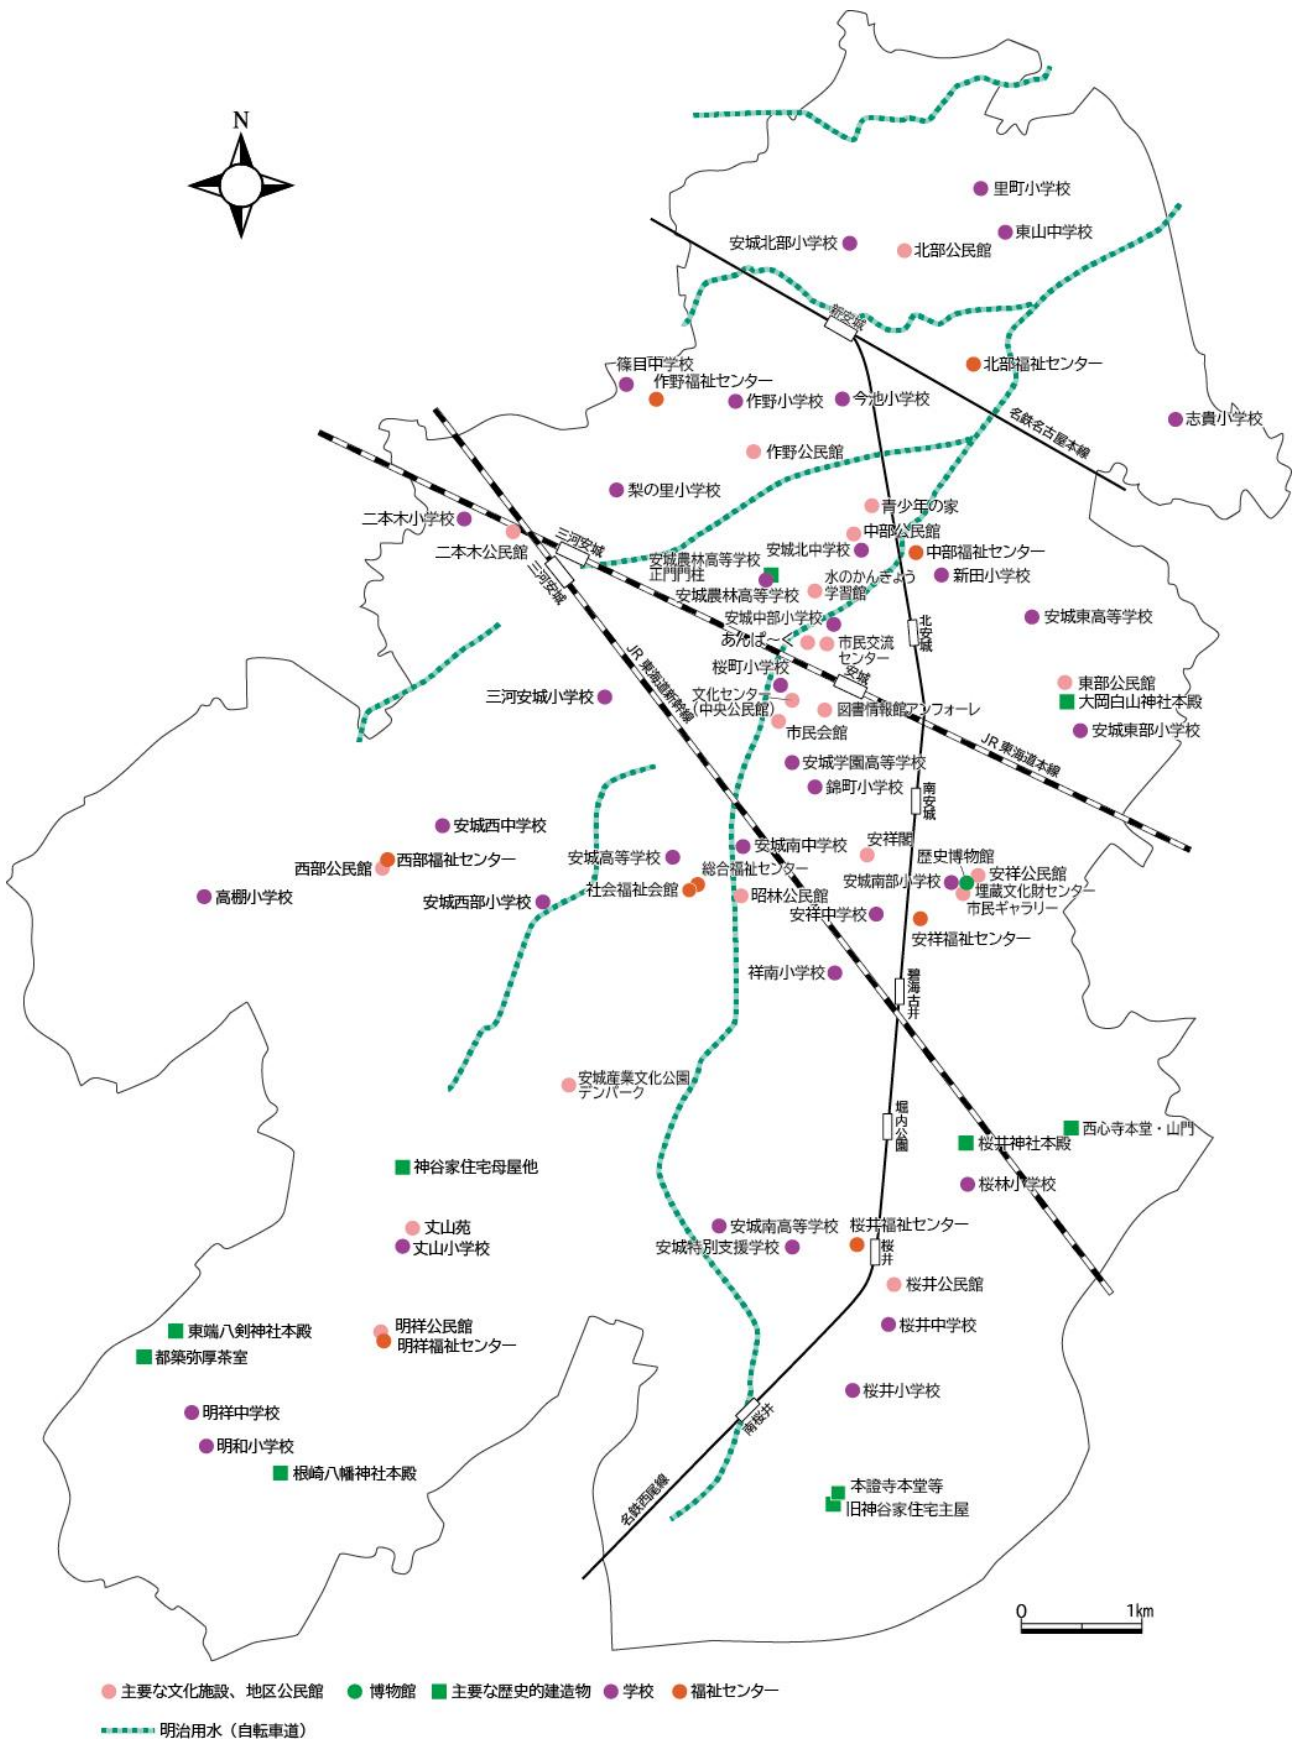 N
里町小学校
東山中学校
安城北部小学校
北部公民館
新安城
北部福祉センター
篠目中学校
作野福祉センター
作野小学校
今池小学校
志貴小学校
名鉄名古屋本線
作野公民館
梨の里小学校
青少年の家
二本木小学校
中部公民館
二本木公民館
三河安城
三河安城
安城北中学校
中部福祉センター
安城農林高等学校
正門門柱
安城農林高等学校
水のかんきょう
学習館
新田小学校
安城中部小学校
安城東高等学校
北安城
あんぱ〜く
市民交流
センター
安城
桜町小学校
JR 東海道新幹線
三河安城小学校
文化センター
(中央公民館)
図書情報館アンフォーレ
市民会館
東部公民館
大岡白山神社本殿
安城東部小学校
JR 東海道本線
安城学園高等学校
錦町小学校
南安城
安城西中学校
安城南中学校
安祥閣
西部福祉センター
西部公民館
安城高等学校
総合福祉センター
社会福祉会館
昭林公民館
歴史博物館
安城南部小学校
安祥公民館
埋蔵文化財センター
市民ギャラリー
高棚小学校
安城西部小学校
安祥中学校
安祥福祉センター
祥南小学校
碧海古井
安城産業文化公園
デンパーク
堀内公園
西心寺本堂・山門
桜井神社本殿
神谷家住宅母屋他
桜林小学校
丈山苑
丈山小学校
安城南高等学校
桜井福祉センター
安城特別支援学校
桜井
桜井公民館
東端八剣神社本殿
明祥公民館
明祥福祉センター
桜井中学校
都築弥厚茶室
桜井小学校
明祥中学校
南桜井
明和小学校
根崎八幡神社本殿
名鉄西尾線
本證寺本堂等
旧神谷家住宅主屋
0 1km
主要な文化施設、地区公民館 博物館 主要な歴史的建造物 学校 福祉センター
明治用水（自転車道）